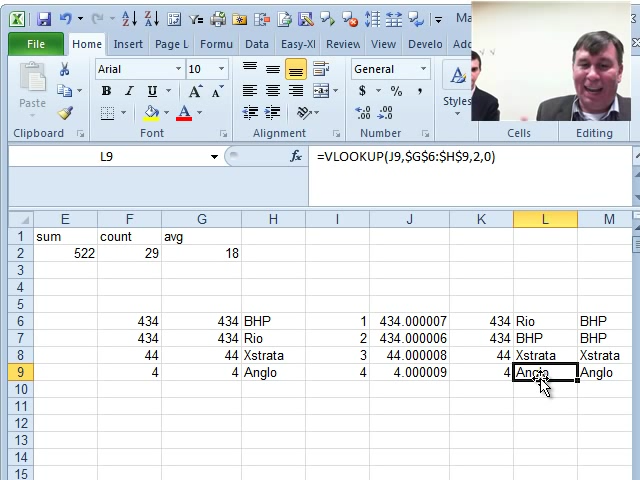 Ma
File Home Insert Page L Formu Data Easy-Xl Review View Develo Ad
Arial 10 General
Paste B I U A A $ % , Styles
Clipboard Font Alignment Number Cells Editing
L9 fx =VLOOKUP(J9,$G$6:$H$9,2,0)
E F G H I J K L M
1 sum count avg
2 522 29 18
3
4
5
6 434 434 BHP 1 434.000007 434 Rio BHP
7 434 434 Rio 2 434.000006 434 BHP BHP
8 44 44 Xstrata 3 44.000008 44 Xstrata Xstrata
9 4 4 Anglo 4 4.000009 4 Anglo Anglo
10
11
12
13
14
15